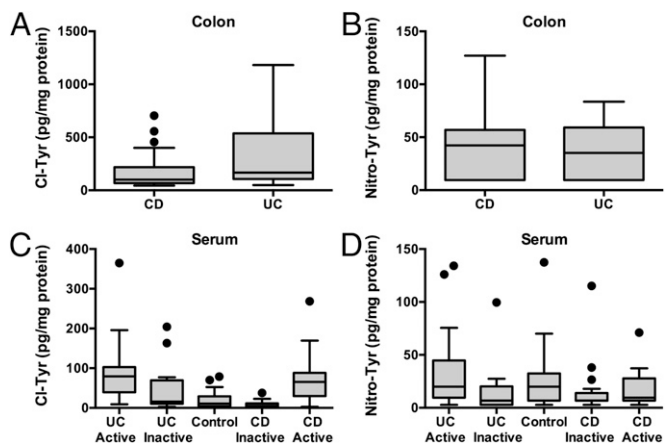 A
Colon
Cl-Tyr (pg/mg protein)
1500
1000
500
0
CD
UC
B
Colon
Nitro-Tyr (pg/mg protein)
150
100
50
0
CD
UC
C
Serum
Cl-Tyr (pg/mg protein)
400
300
200
100
0
UC
Active
UC
Inactive
Control
CD
Inactive
CD
Active
D
Serum
Nitro-Tyr (pg/mg protein)
150
100
50
0
UC
Active
UC
Inactive
Control
CD
Inactive
CD
Active